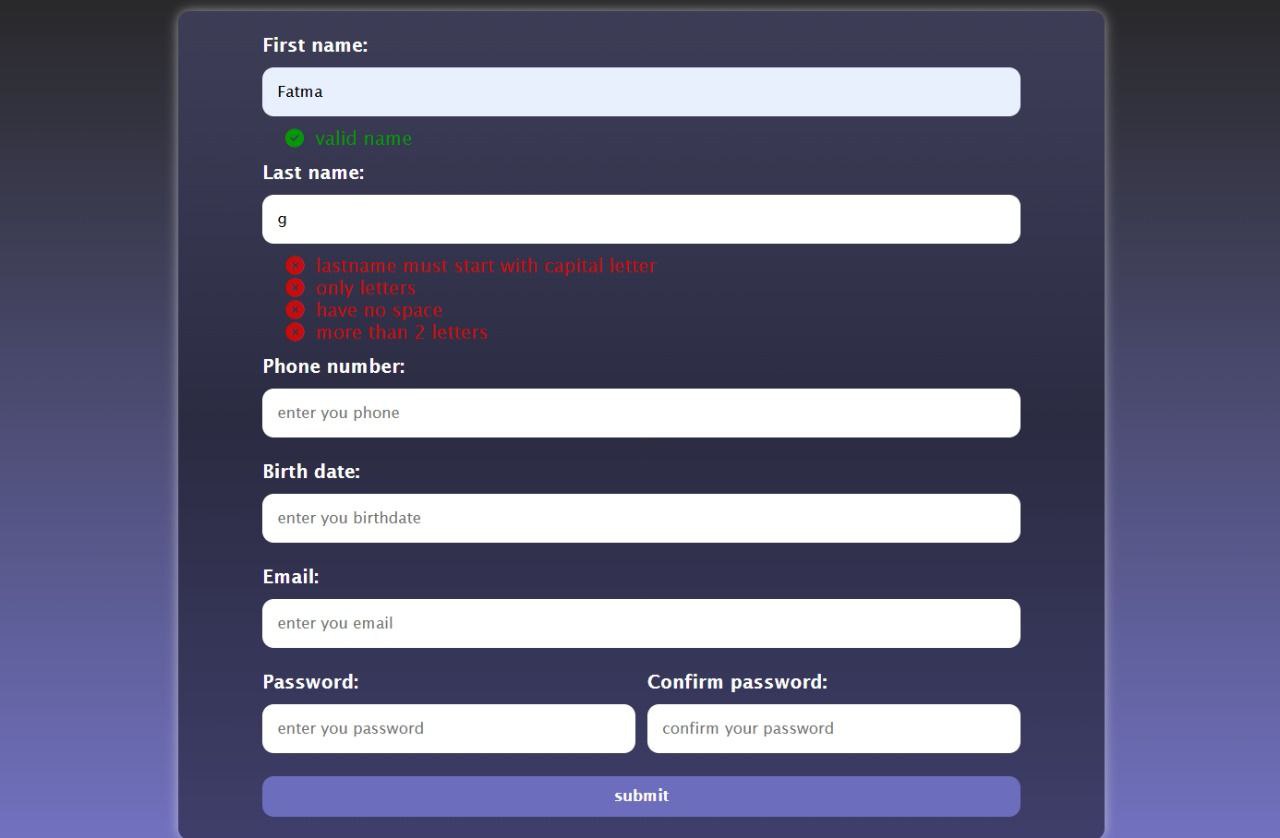 First name:
Fatma
valid name
Last name:
g
lastname must start with capital letter
only letters
have no space
more than 2 letters
Phone number:
enter you phone
Birth date:
enter you birthdate
Email:
enter you email
Password:
Confirm password:
enter you password
confirm your password
submit